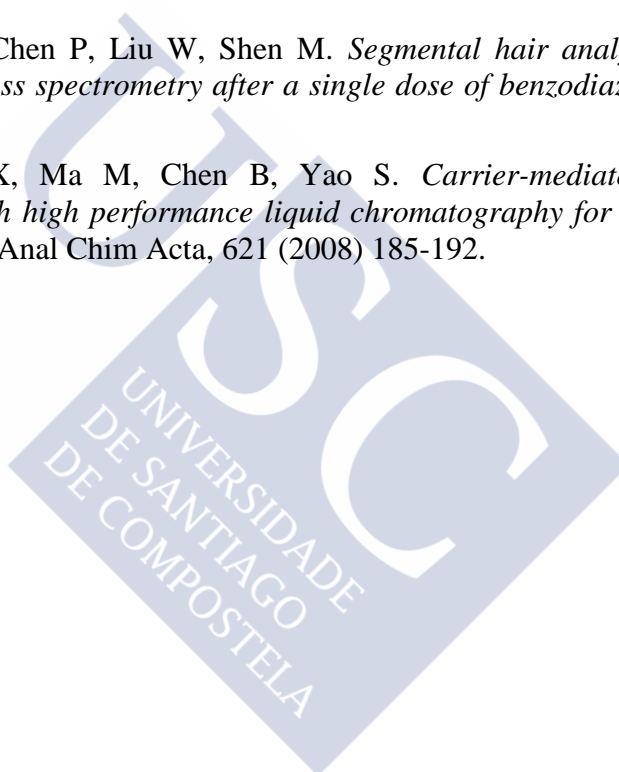 Chen P, Liu W, Shen M. Segmental hair analy
ss spectrometry after a single dose of benzodiaz
X, Ma M, Chen B, Yao S. Carrier-mediat
h high performance liquid chromatography for
Anal Chim Acta, 621 (2008) 185-192.
USC
UNIVERSIDADE
DE SANTIAGO
DE COMPOSTELA